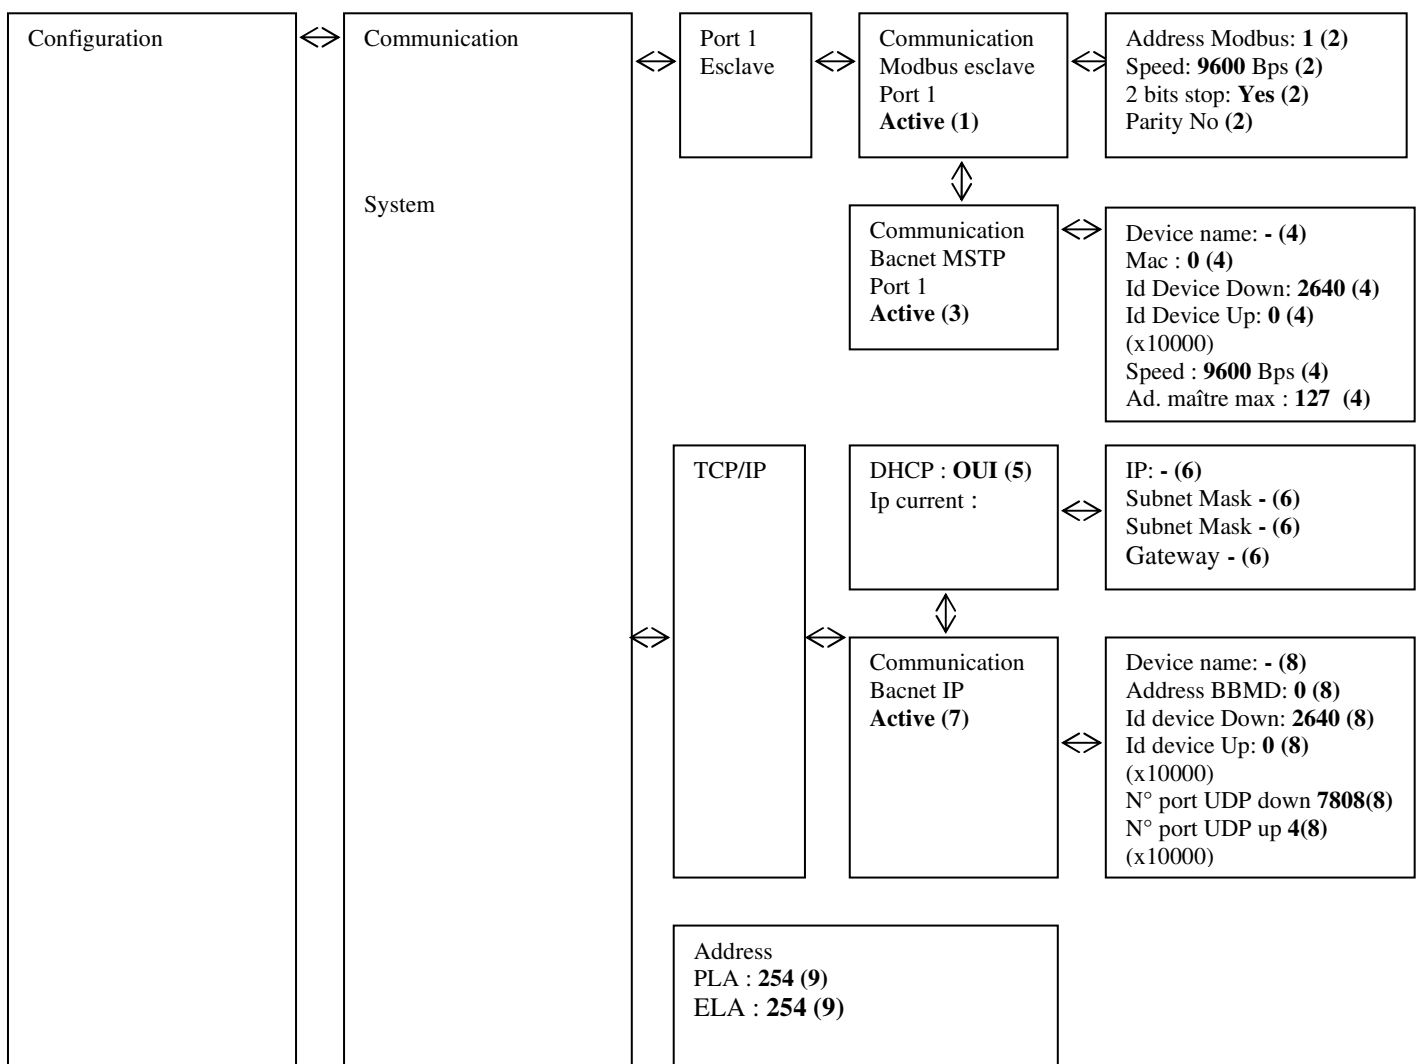 Configuration
Communication
System
Port 1
Esclave
Communication
Modbus esclave
Port 1
Active (1)
Address Modbus: 1 (2)
Speed: 9600 Bps (2)
2 bits stop: Yes (2)
Parity No (2)
Communication
Bacnet MSTP
Port 1
Active (3)
Device name: - (4)
Mac : 0 (4)
Id Device Down: 2640 (4)
Id Device Up: 0 (4)
(x10000)
Speed : 9600 Bps (4)
Ad. maître max : 127 (4)
TCP/IP
DHCP : OUI (5)
Ip current :
IP: - (6)
Subnet Mask - (6)
Subnet Mask - (6)
Gateway - (6)
Communication
Bacnet IP
Active (7)
Device name: - (8)
Address BBMD: 0 (8)
Id device Down: 2640 (8)
Id device Up: 0 (8)
(x10000)
N° port UDP down 7808(8)
N° port UDP up 4(8)
(x10000)
Address
PLA : 254 (9)
ELA : 254 (9)